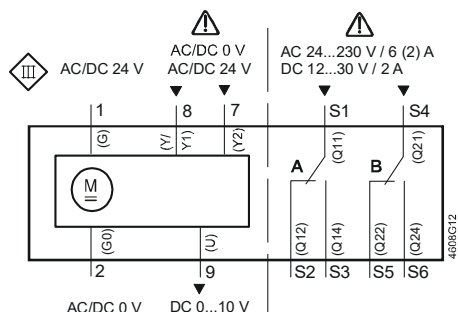 AC/DC 0 V
AC 24...230 V / 6 (2) A
III
AC/DC 24 V
AC/DC 24 V
DC 12...30 V / 2 A
1
8
7
S1
S4
(G)
(Y/
Y1)
(Y2)
(Q11)
(Q21)
A
B
M
(G0)
(U)
(Q12)
(Q14)
(Q22)
(Q24)
4608G12
2
9
S2
S3
S5
S6
AC/DC 0 V
DC 0...10 V